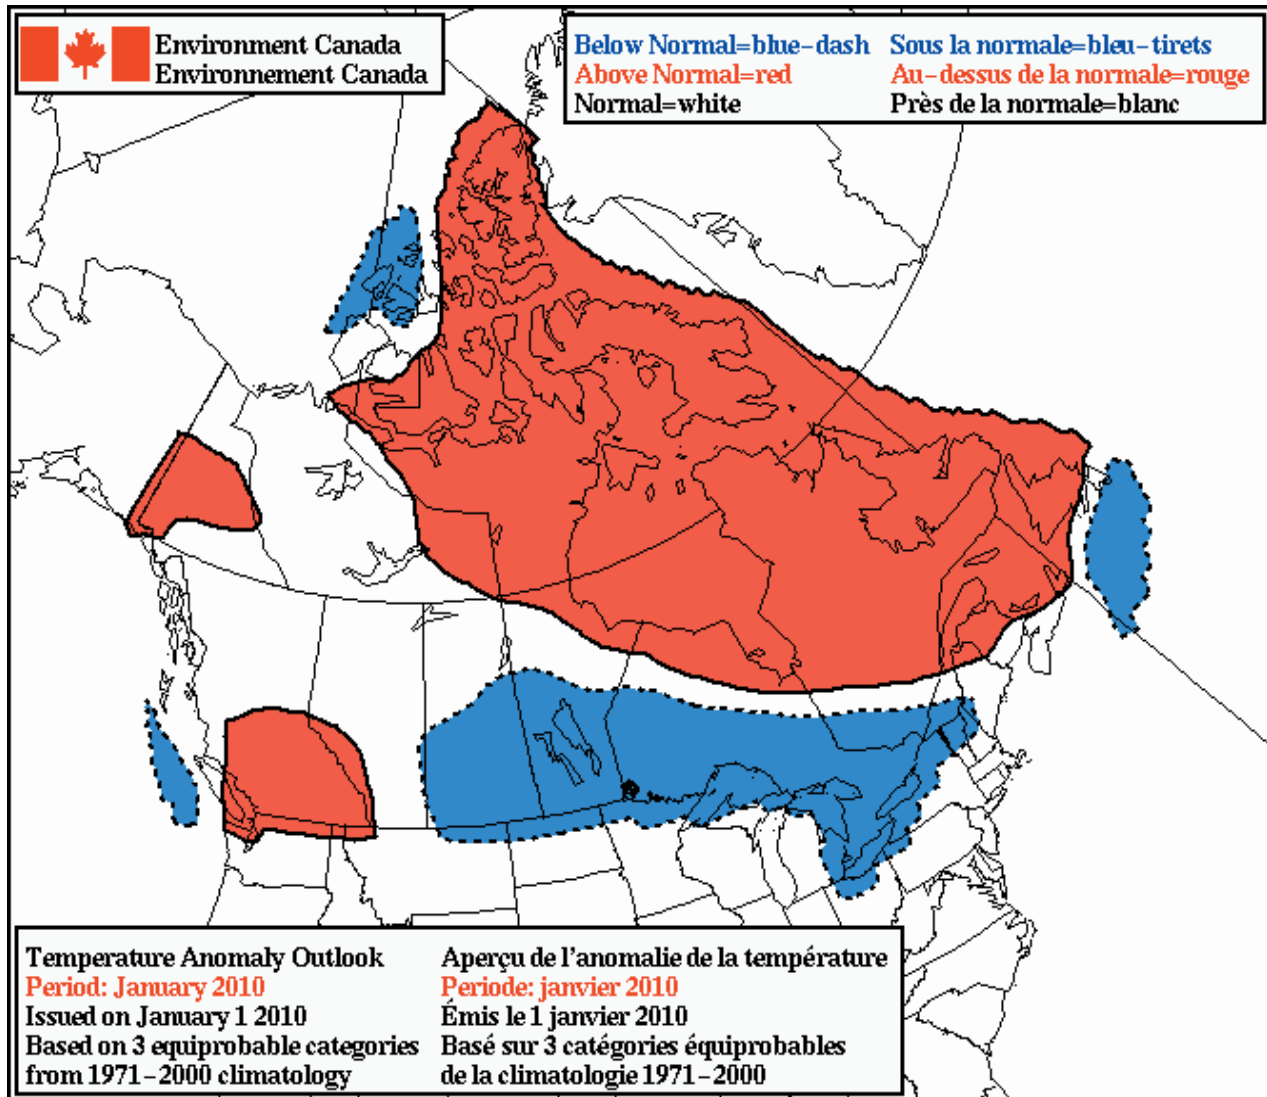 Environment Canada
Environnement Canada
Below Normal=blue-dash Sous la normale=bleu-tirets
Above Normal=red Au-dessus de la normale=rouge
Normal=white Près de la normale=blanc
Temperature Anomaly Outlook
Period: January 2010
Issued on January 1 2010
Based on 3 equiprobable categories
from 1971-2000 climatology
Aperçu de l'anomalie de la température
Periode: janvier 2010
Émis le 1 janvier 2010
Basé sur 3 catégories équiprobables
de la climatologie 1971-2000